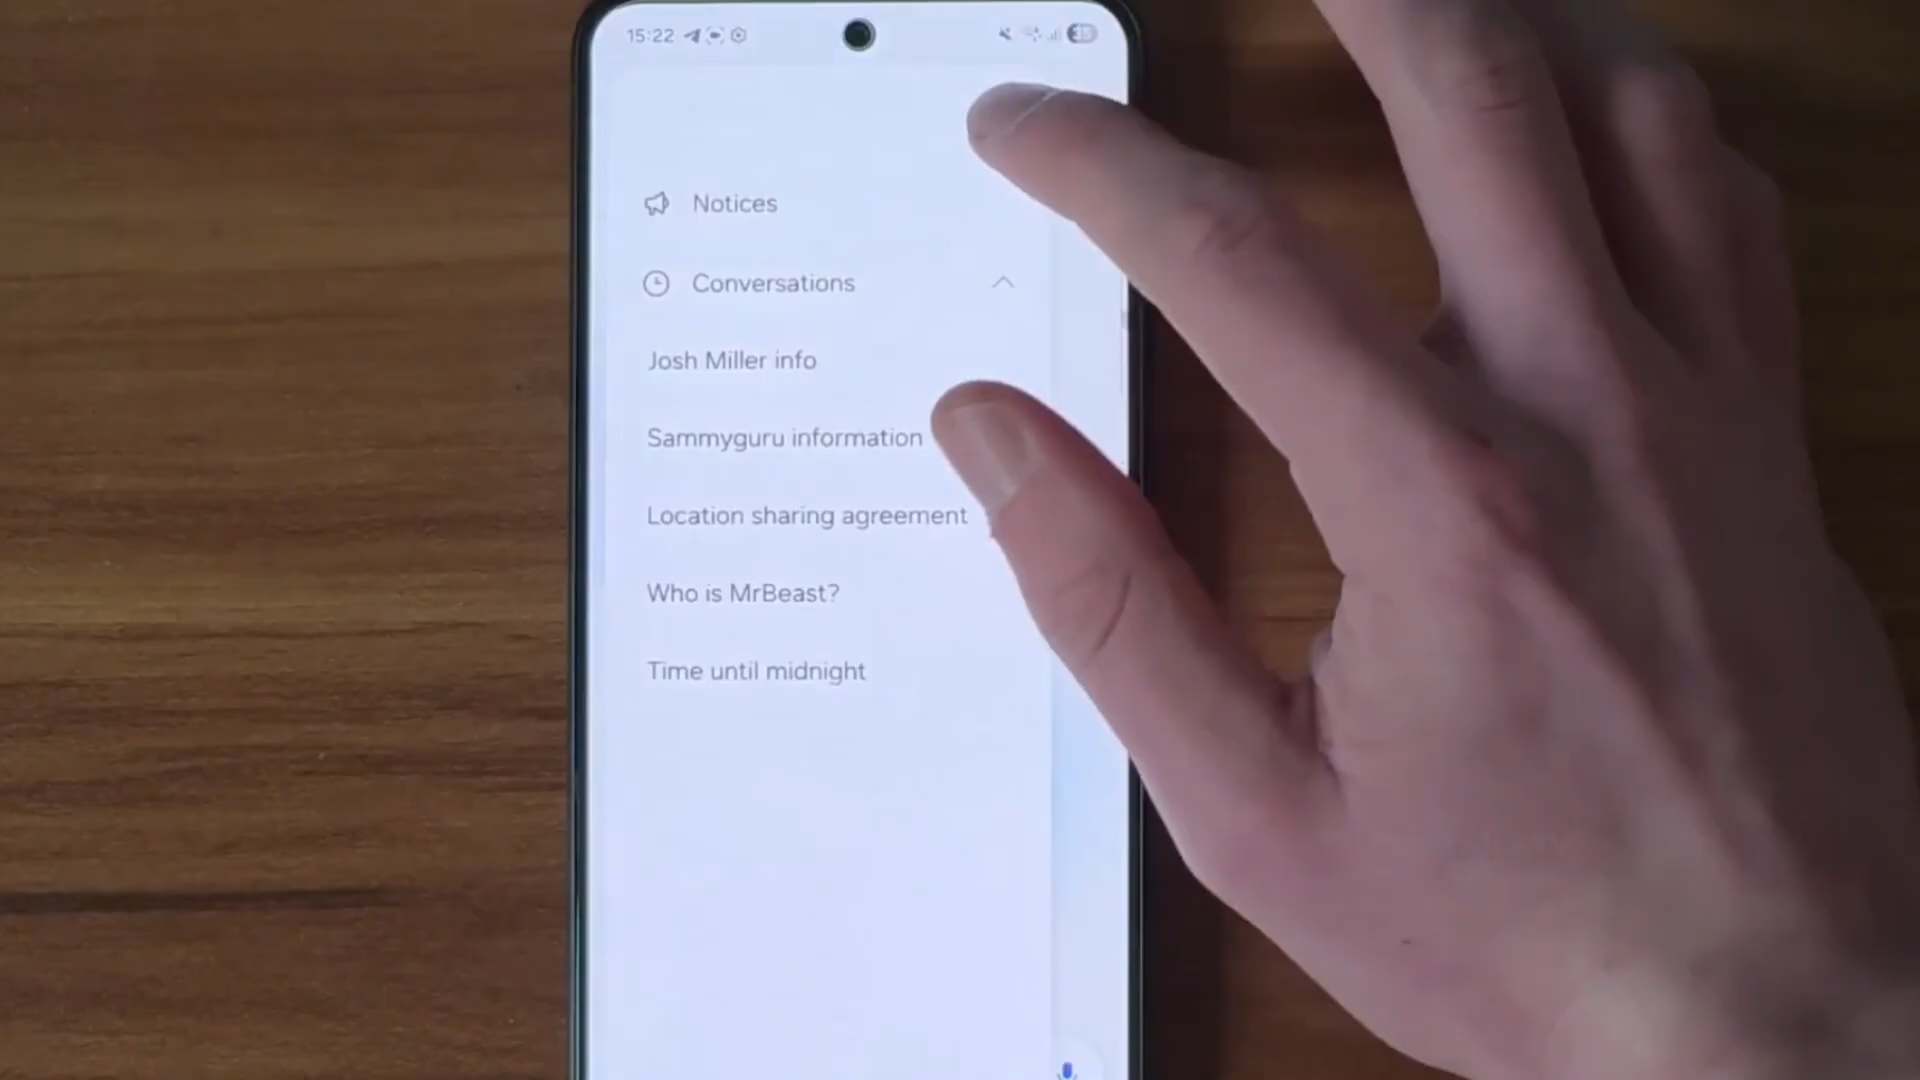 15:22
Notices
Conversations
Josh Miller info
Sammyguru information
Location sharing agreement
Who is MrBeast?
Time until midnight